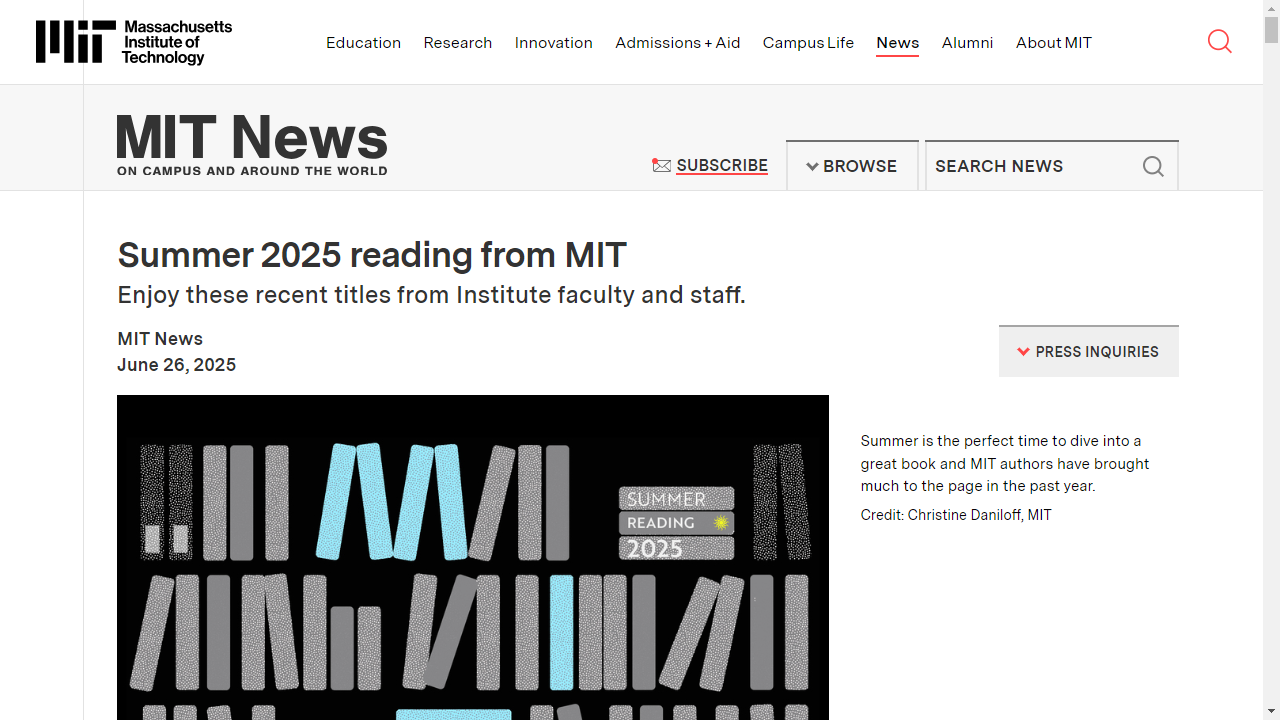 Massachusetts
Institute of
Technology
Education Research Innovation Admissions + Aid Campus Life News Alumni About MIT
MIT News
ON CAMPUS AND AROUND THE WORLD
SUBSCRIBE
BROWSE
SEARCH NEWS
Summer 2025 reading from MIT
Enjoy these recent titles from Institute faculty and staff.
MIT News
June 26, 2025
PRESS INQUIRIES
SUMMER
READING
2025
Summer is the perfect time to dive into a
great book and MIT authors have brought
much to the page in the past year.
Credit: Christine Daniloff, MIT